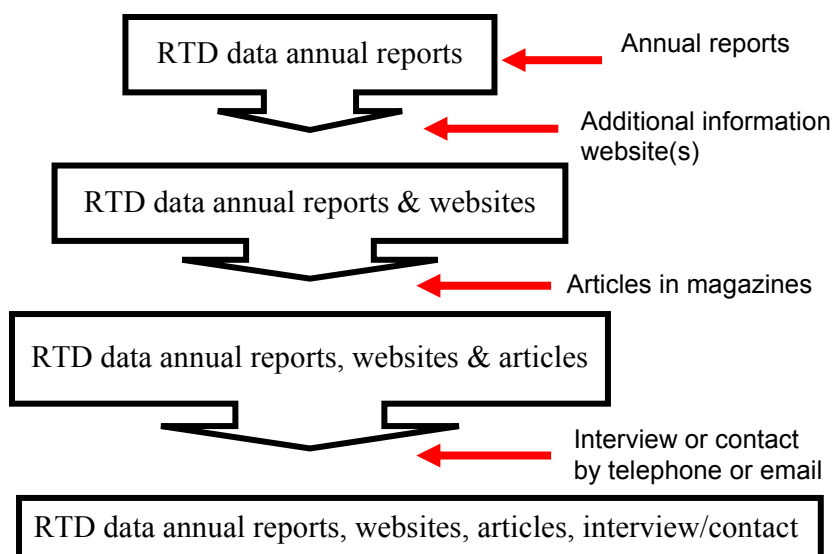 RTD data annual reports
Annual reports
Additional information
website(s)
RTD data annual reports & websites
Articles in magazines
RTD data annual reports, websites & articles
Interview or contact
by telephone or email
RTD data annual reports, websites, articles, interview/contact